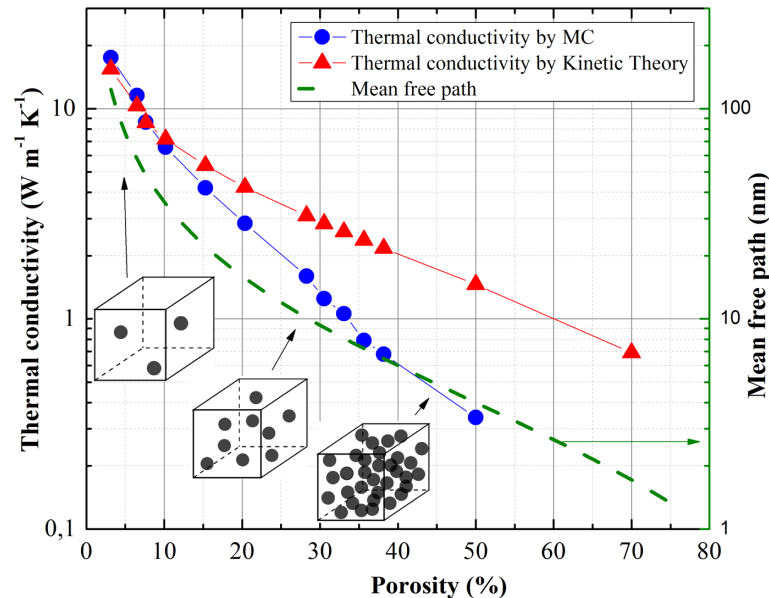 Thermal conductivity by MC
Thermal conductivity by Kinetic Theory
Mean free path
Thermal conductivity (W m⁻¹ K⁻¹)
10
1
0,1
100
10
1
Mean free path (nm)
0 10 20 30 40 50 60 70 80
Porosity (%)